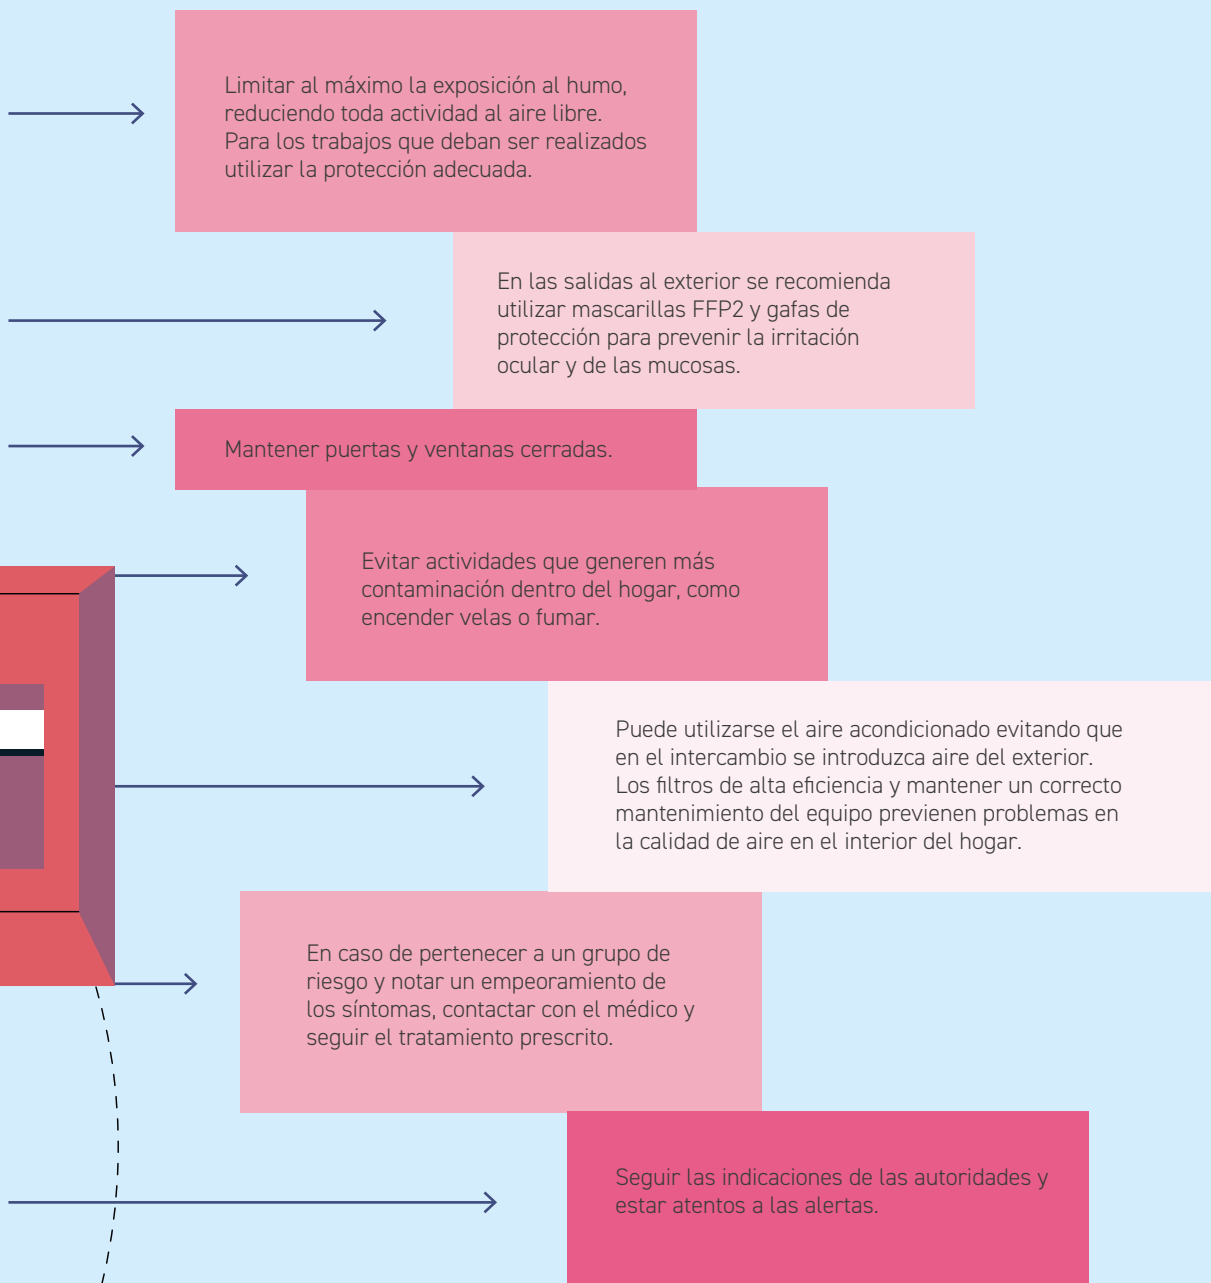 Limitar al máximo la exposición al humo,
reduciendo toda actividad al aire libre.
Para los trabajos que deban ser realizados
utilizar la protección adecuada.
En las salidas al exterior se recomienda
utilizar mascarillas FFP2 y gafas de
protección para prevenir la irritación
ocular y de las mucosas.
Mantener puertas y ventanas cerradas.
Evitar actividades que generen más
contaminación dentro del hogar, como
encender velas o fumar.
Puede utilizarse el aire acondicionado evitando que
en el intercambio se introduzca aire del exterior.
Los filtros de alta eficiencia y mantener un correcto
mantenimiento del equipo previenen problemas en
la calidad de aire en el interior del hogar.
En caso de pertenecer a un grupo de
riesgo y notar un empeoramiento de
los síntomas, contactar con el médico y
seguir el tratamiento prescrito.
Seguir las indicaciones de las autoridades y
estar atentos a las alertas.